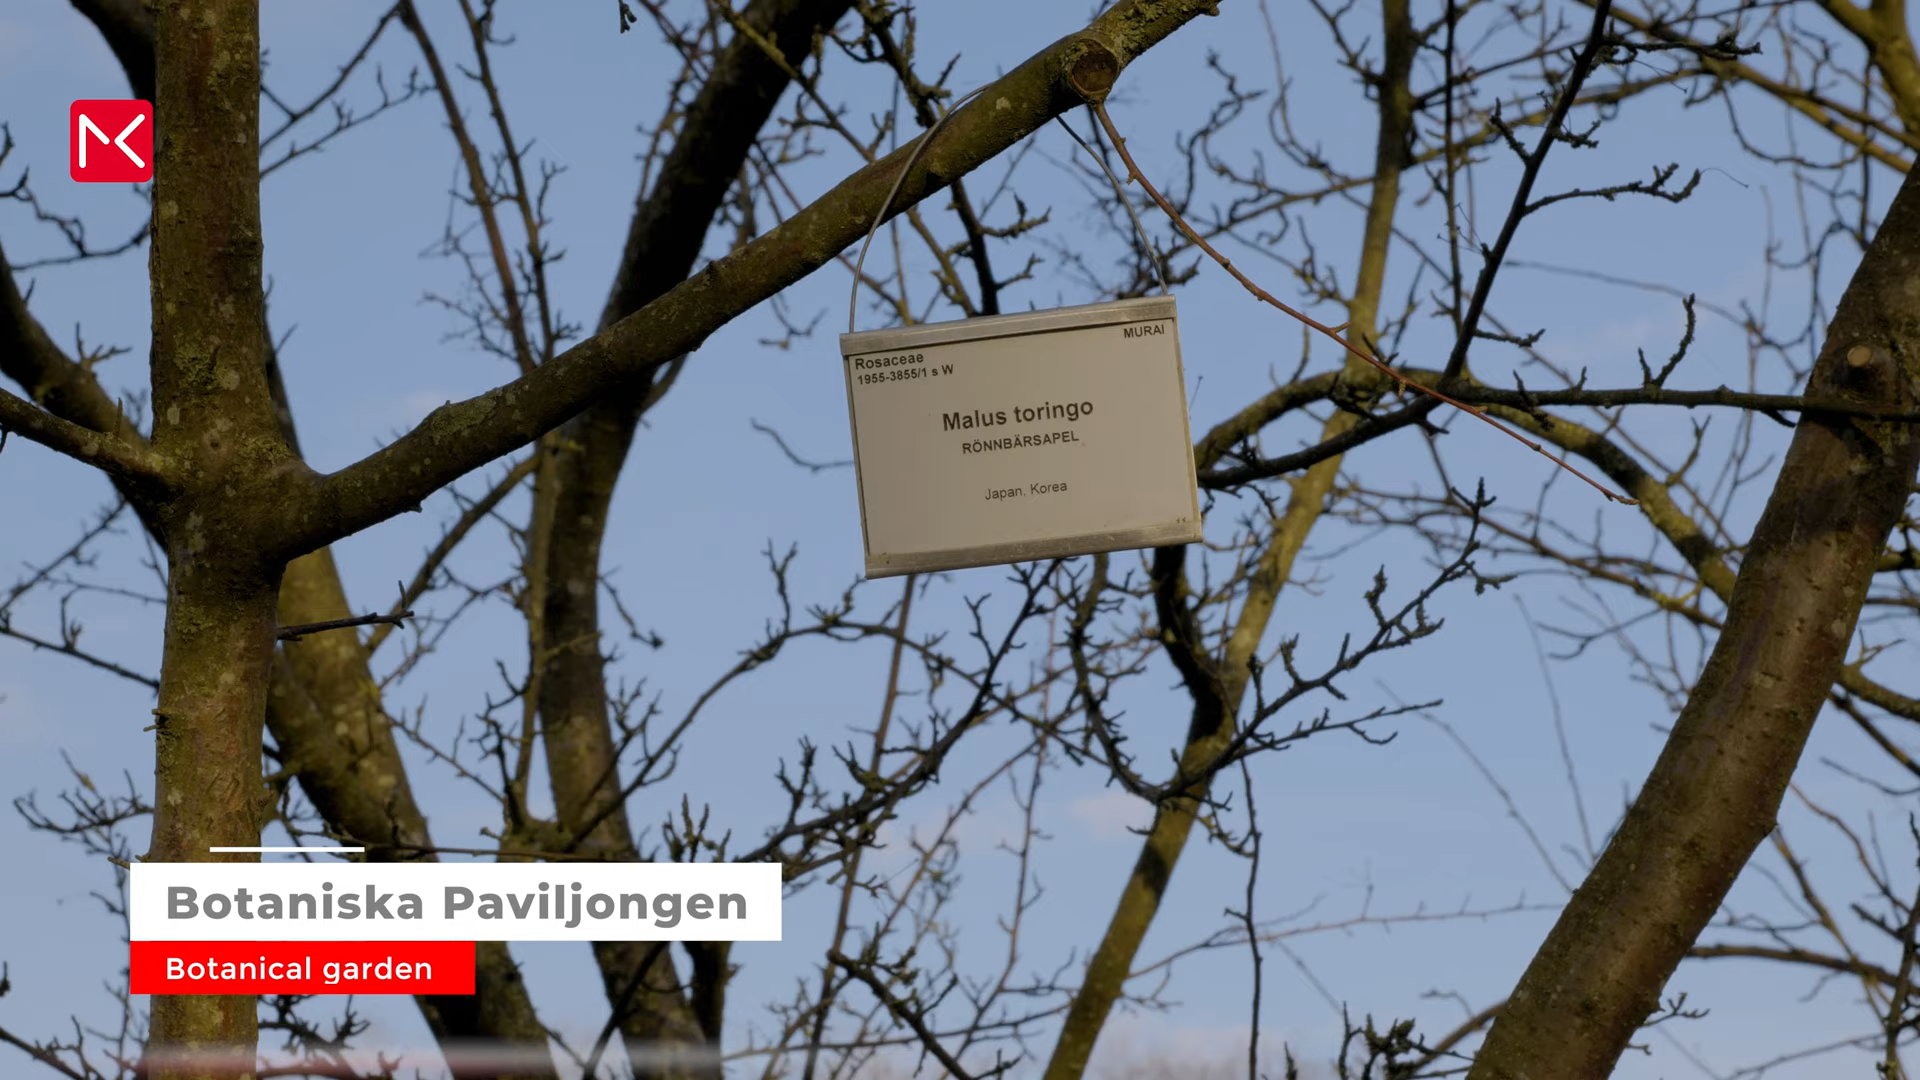 MURAI
Rosaceae
1955-3855/1 s W
Malus toringo
RÖNNBÄRSAPEL
Japan, Korea
Botaniska Paviljongen
Botanical garden